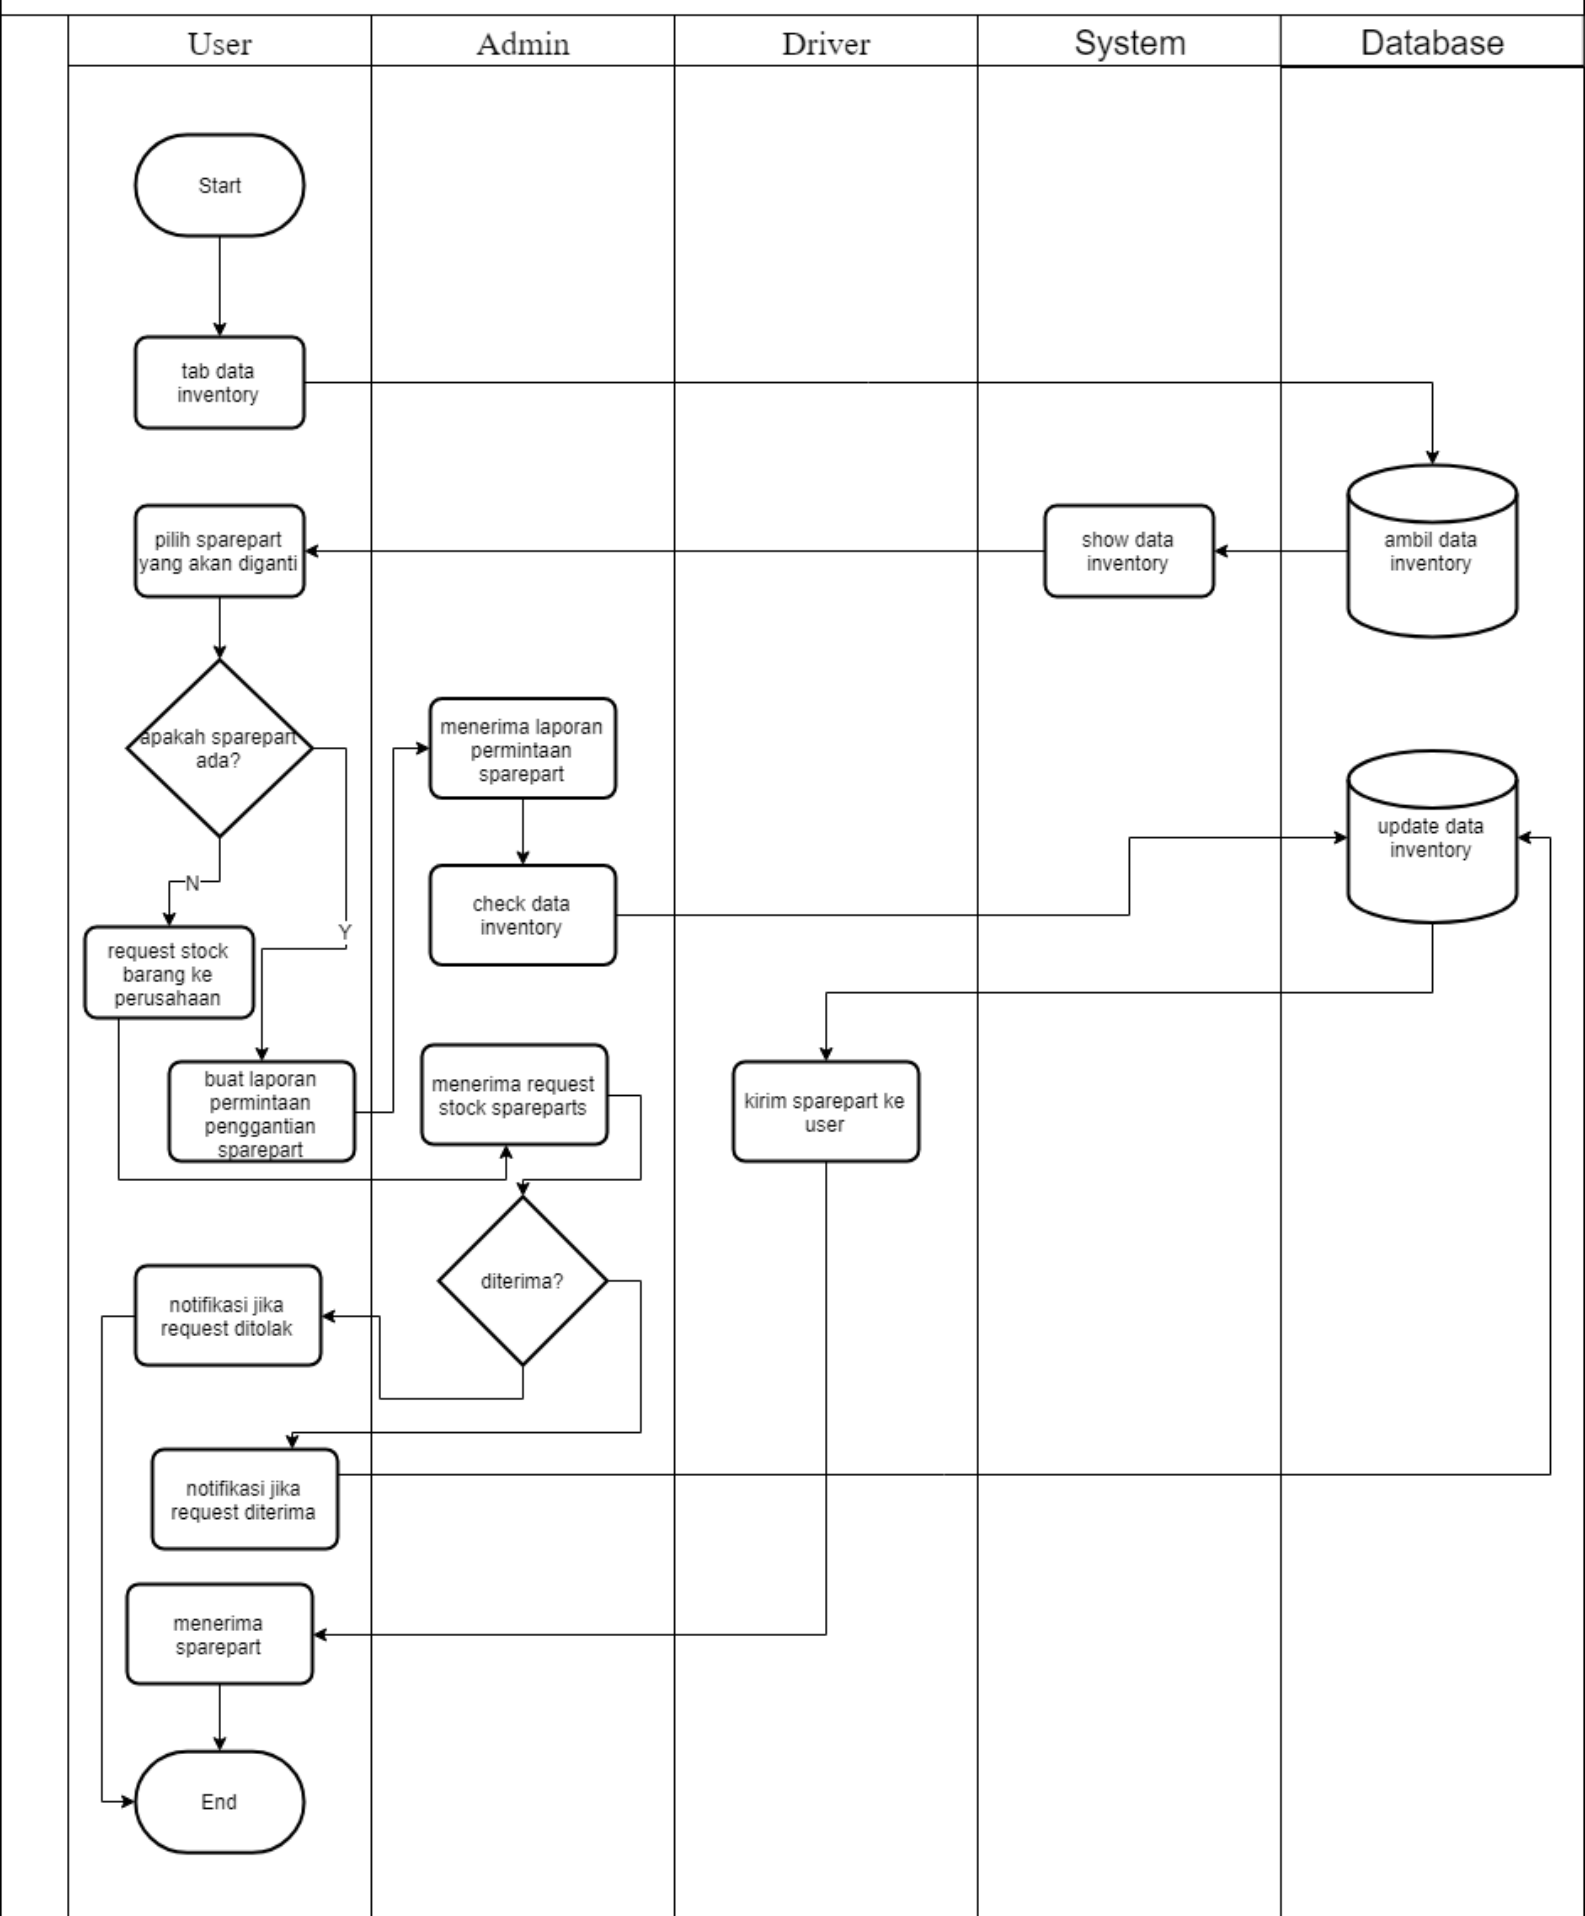 User
Admin
Driver
System
Database
Start
tab data
inventory
pilih sparepart
yang akan diganti
show data
inventory
ambil data
inventory
apakah sparepart
ada?
menerima laporan
permintaan
sparepart
update data
inventory
N
Y
check data
inventory
request stock
barang ke
perusahaan
buat laporan
permintaan
penggantian
sparepart
menerima request
stock spareparts
kirim sparepart ke
user
diterima?
notifikasi jika
request ditolak
notifikasi jika
request diterima
menerima
sparepart
End